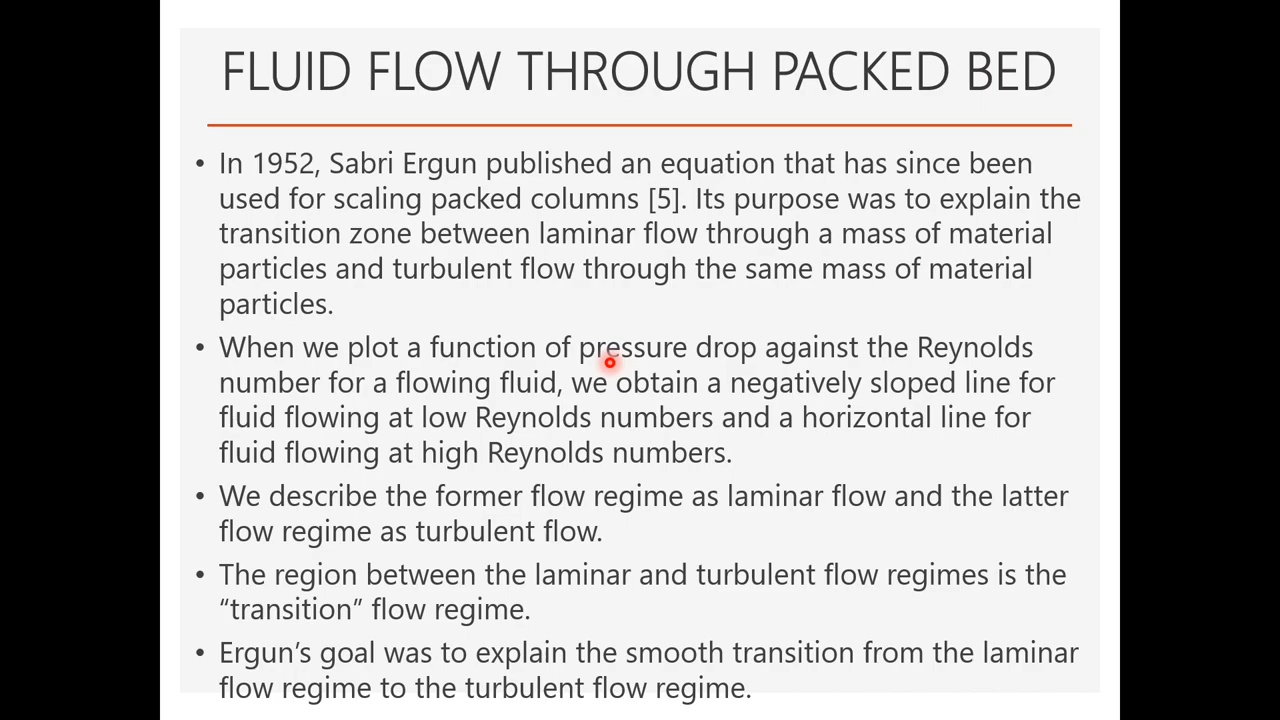 FLUID FLOW THROUGH PACKED BED
• In 1952, Sabri Ergun published an equation that has since been
used for scaling packed columns [5]. Its purpose was to explain the
transition zone between laminar flow through a mass of material
particles and turbulent flow through the same mass of material
particles.
• When we plot a function of pressure drop against the Reynolds
number for a flowing fluid, we obtain a negatively sloped line for
fluid flowing at low Reynolds numbers and a horizontal line for
fluid flowing at high Reynolds numbers.
• We describe the former flow regime as laminar flow and the latter
flow regime as turbulent flow.
• The region between the laminar and turbulent flow regimes is the
“transition” flow regime.
• Ergun’s goal was to explain the smooth transition from the laminar
flow regime to the turbulent flow regime.